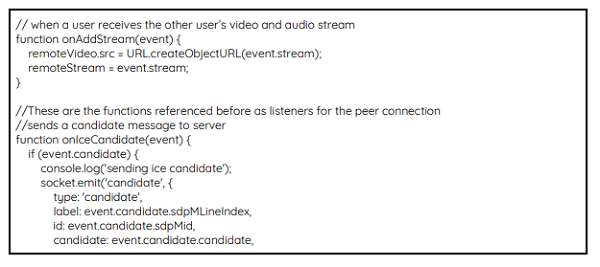 // when a user receives the other user's video and audio stream
function onAddStream(event) {
remoteVideo.src = URL.createObjectURL(event.stream);
remoteStream = event.stream;
}
//These are the functions referenced before as listeners for the peer connection
//sends a candidate message to server
function onIceCandidate(event) {
if (event.candidate) {
console.log('sending ice candidate');
socket.emit('candidate', {
type: 'candidate',
label: event.candidate.sdpMLineIndex,
id: event.candidate.sdpMid,
candidate: event.candidate.candidate,